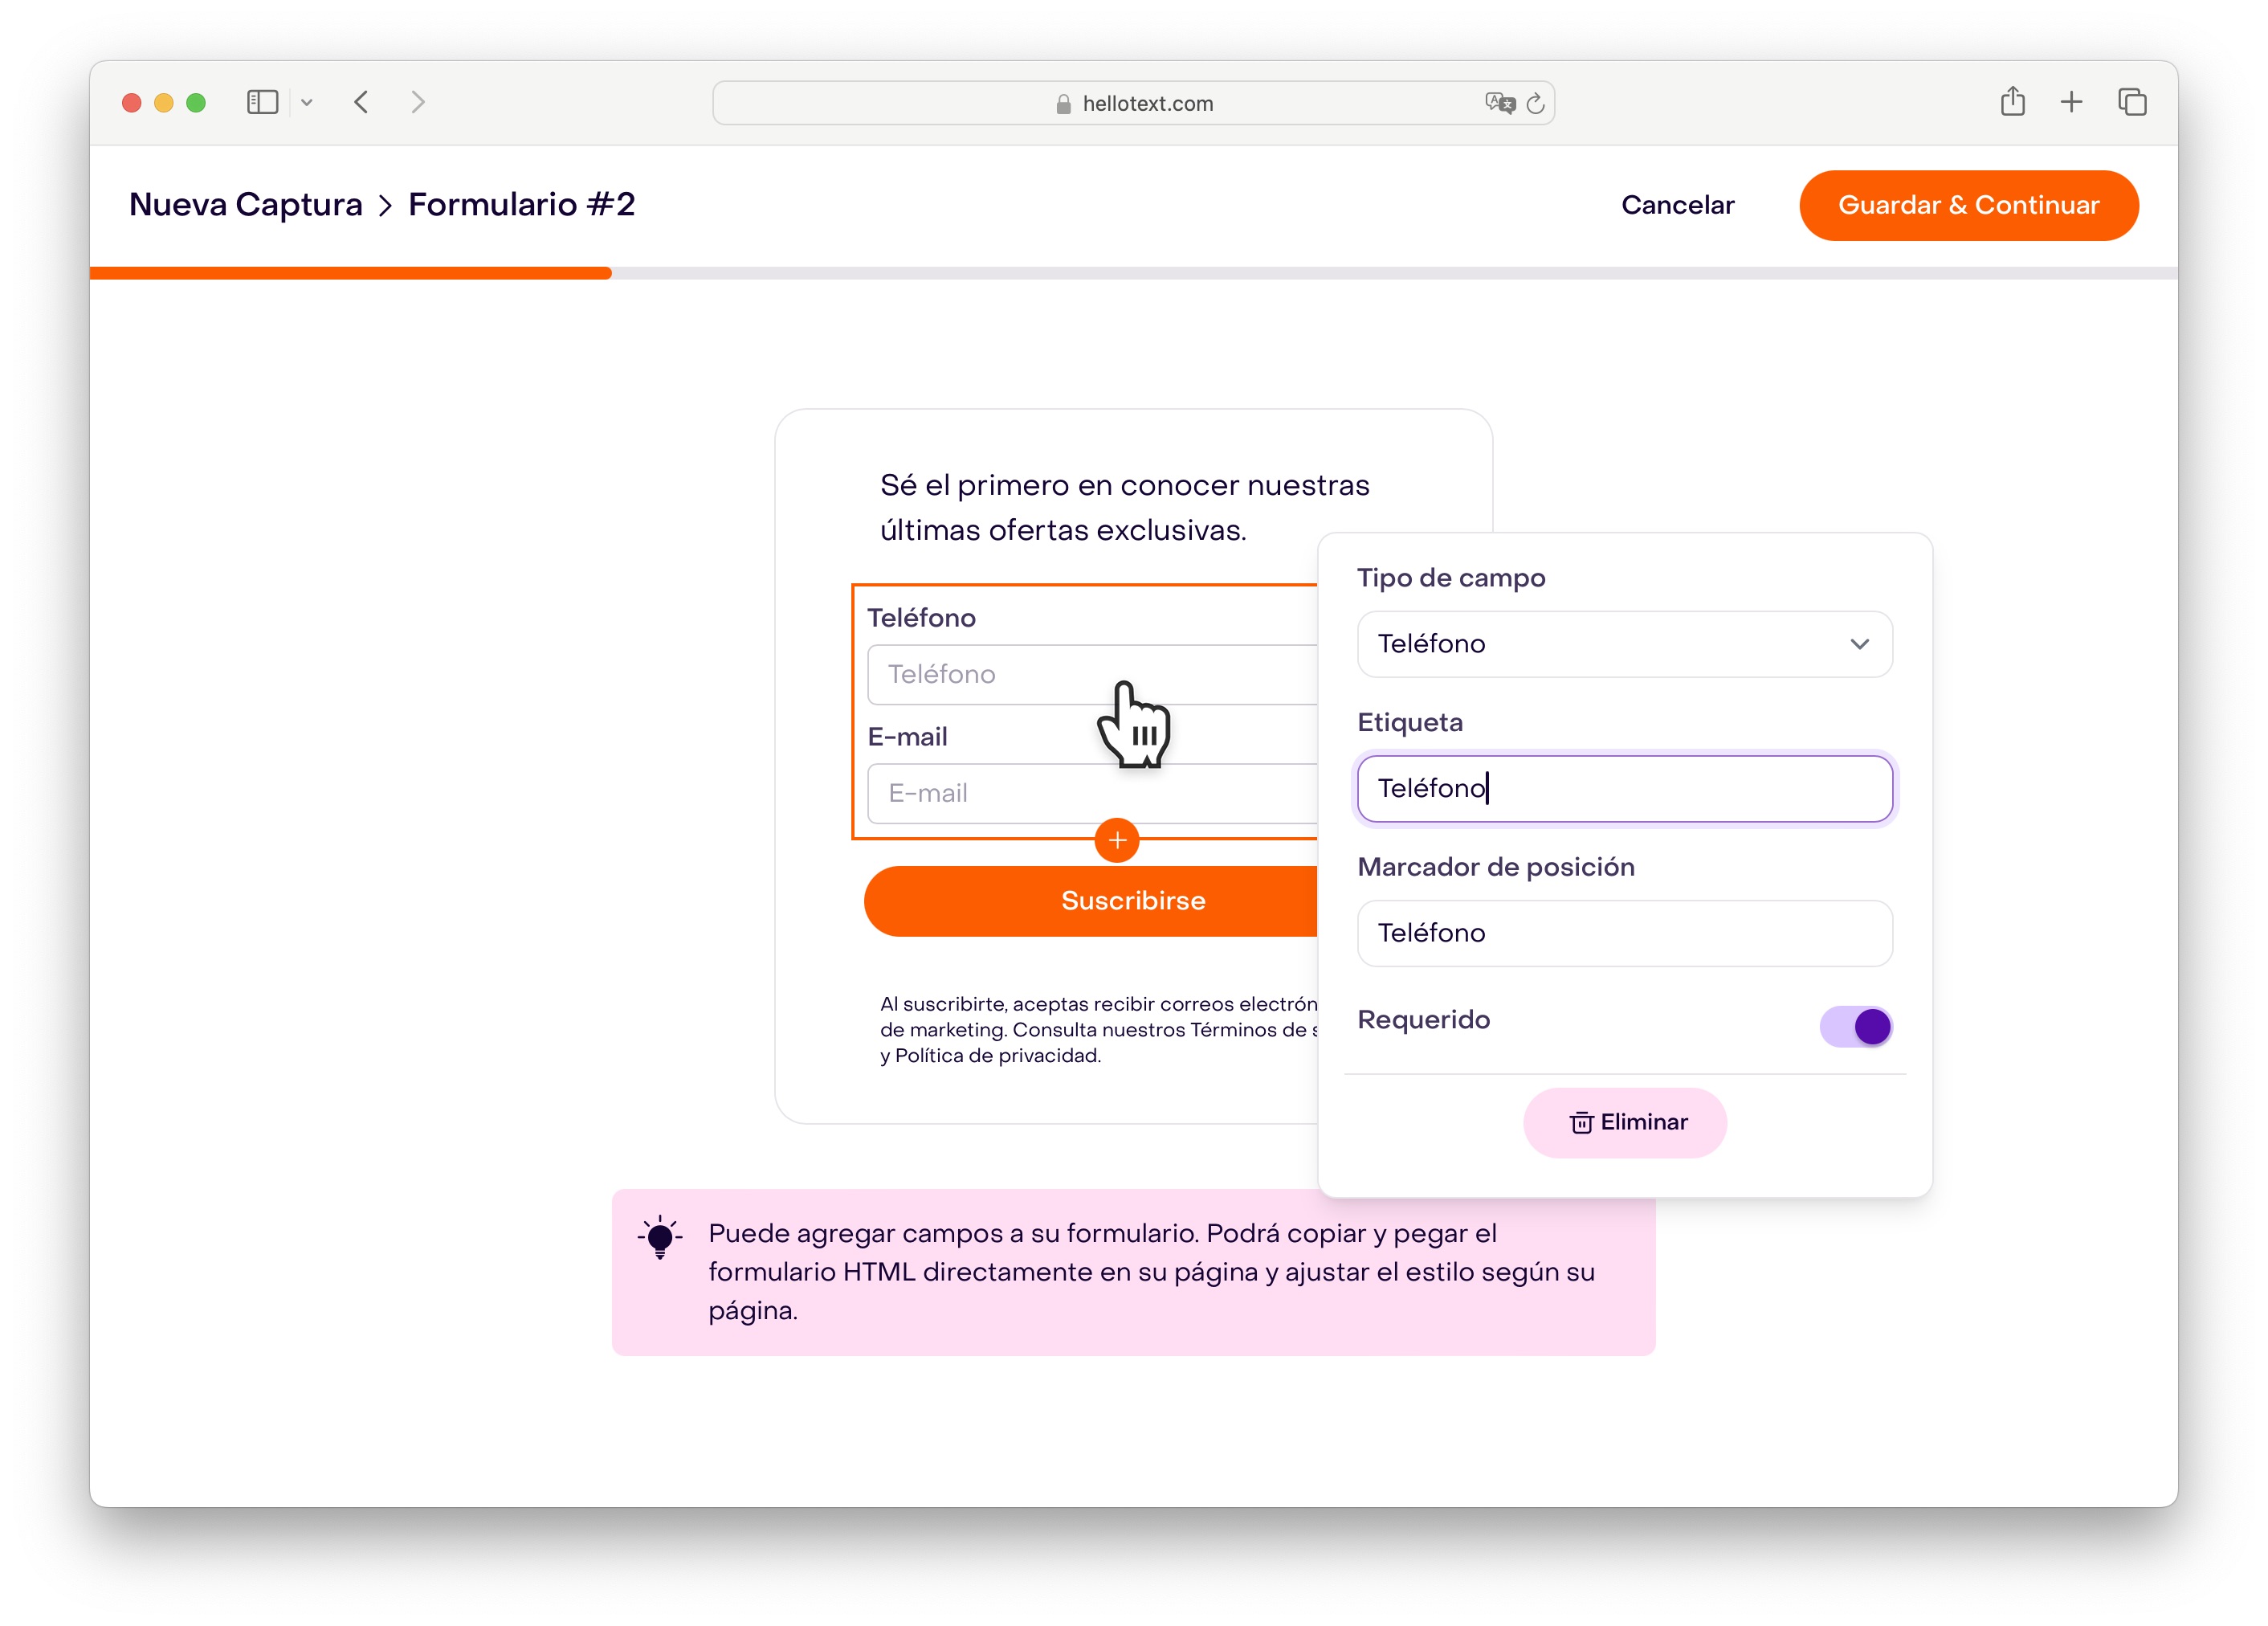 hellotext.com
Nueva Captura > Formulario #2
Cancelar
Guardar & Continuar
Sé el primero en conocer nuestras
últimas ofertas exclusivas.
Teléfono
Teléfono
E-mail
E-mail
+
Suscribirse
Al suscribirte, aceptas recibir correos electrón
de marketing. Consulta nuestros Términos de s
y Política de privacidad.
Tipo de campo
Teléfono
Etiqueta
Teléfono
Marcador de posición
Teléfono
Requerido
Eliminar
Puede agregar campos a su formulario. Podrá copiar y pegar el
formulario HTML directamente en su página y ajustar el estilo según su
página.